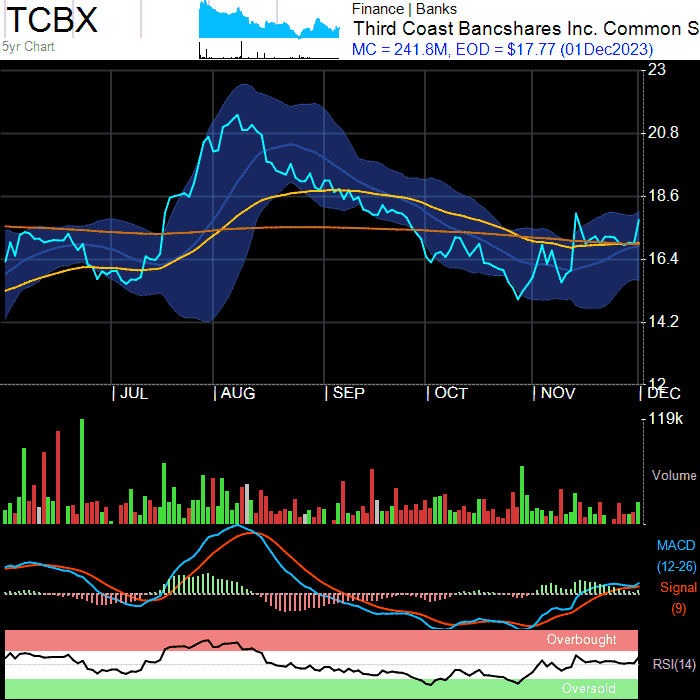 TCBX
5yr Chart
Finance | Banks
Third Coast Bancshares Inc. Common S
MC = 241.8M, EOD = $17.77 (01Dec2023)
23
20.8
18.6
16.4
14.2
12
JUL
AUG
SEP
OCT
NOV
DEC
119k
Volume
MACD
(12-26)
Signal
(9)
Overbought
RSI(14)
Oversold